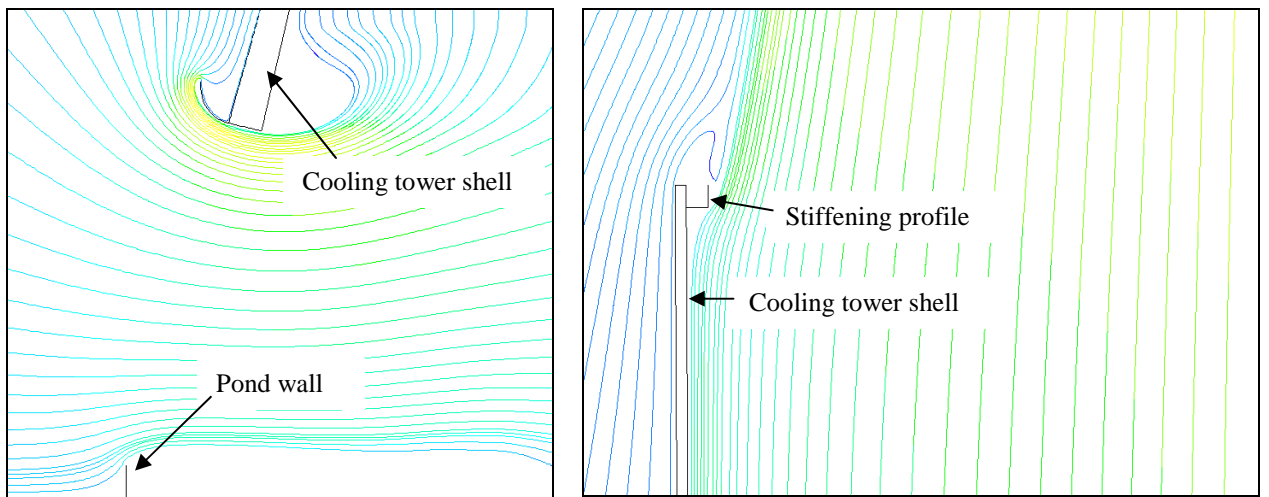 Cooling tower shell
Pond wall
Stiffening profile
Cooling tower shell